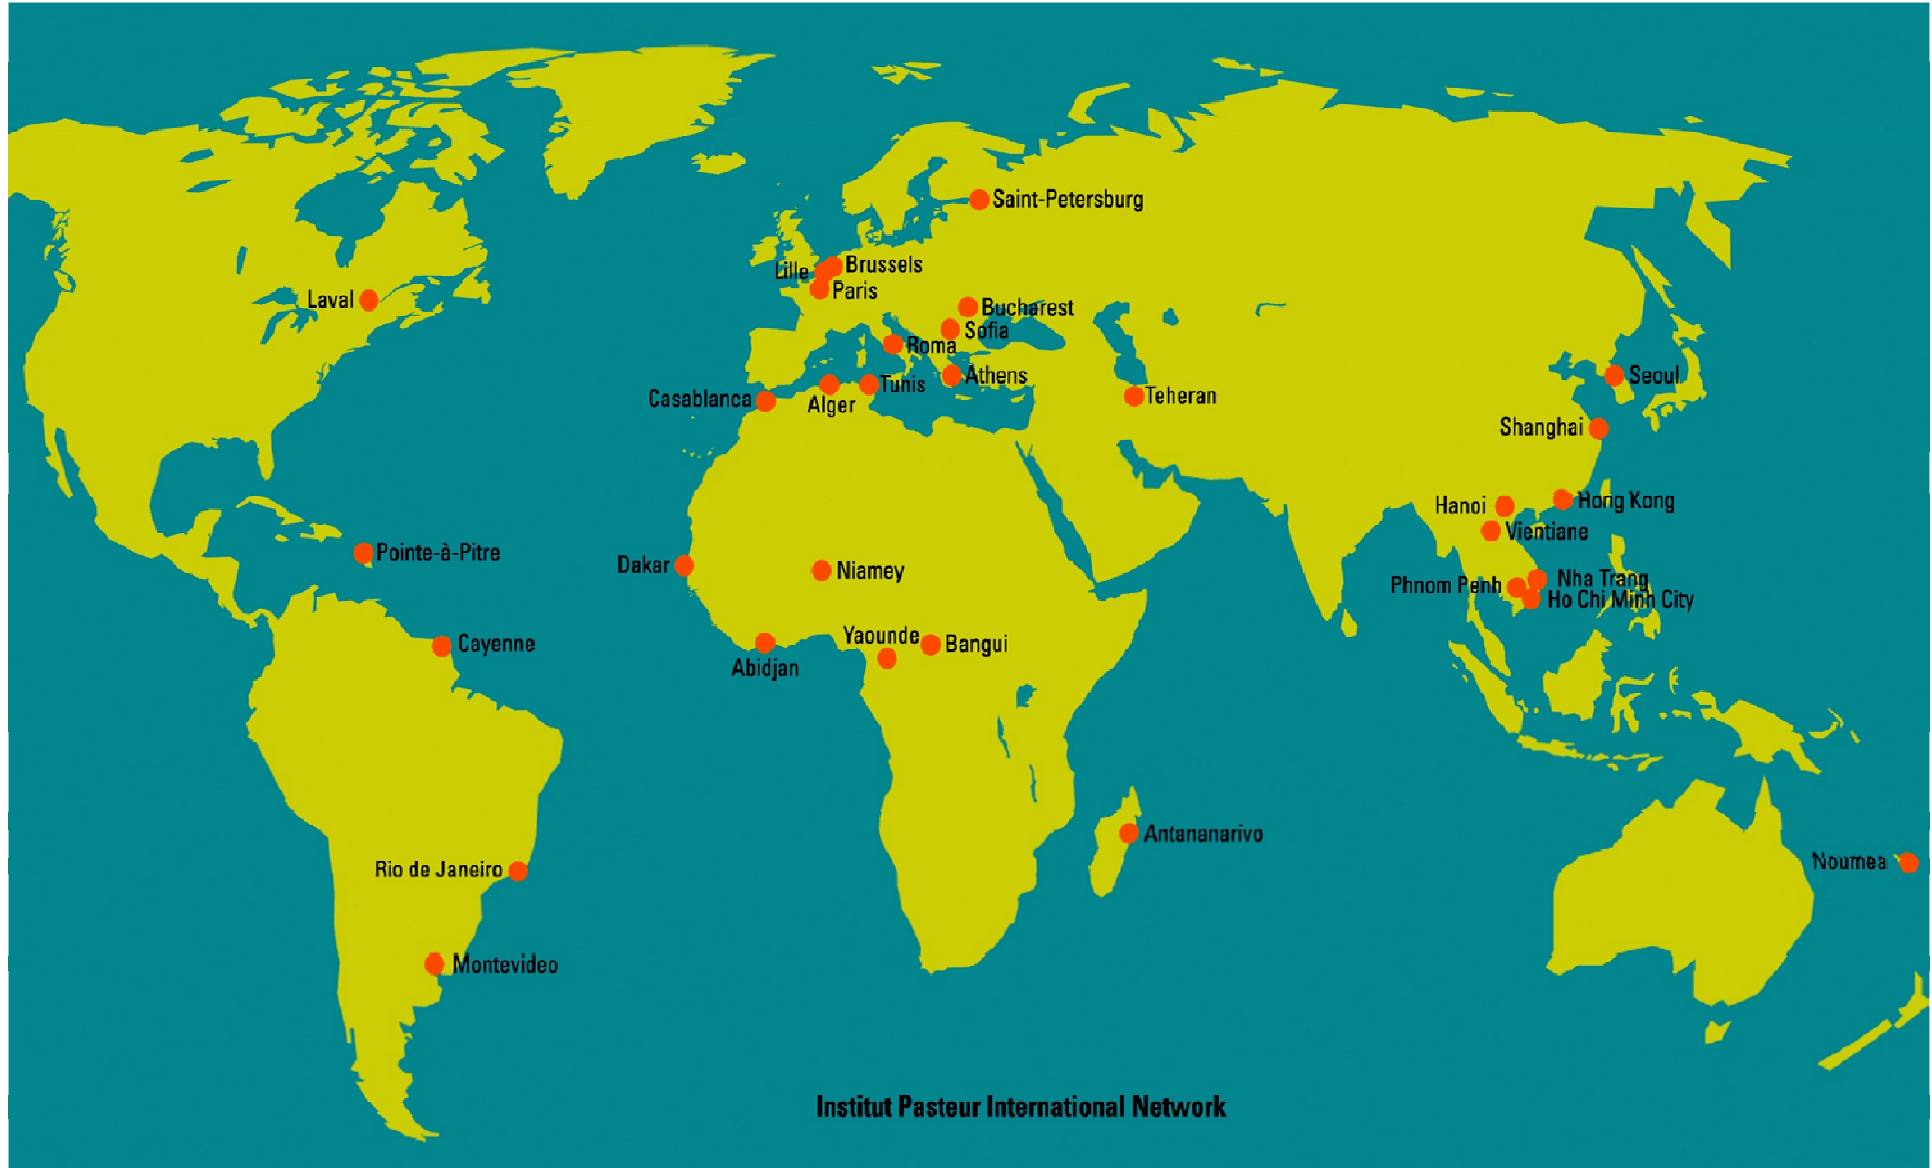 Saint-Petersburg
Brussels
Lille
Paris
Laval
Bucharest
Sofia
Roma
Athens
Seoul
Tunis
Casablanca
Alger
Teheran
Shanghai
Hanoi
Hong Kong
Vientiane
Pointe-à-Pitre
Dakar
Niamey
Nha Trang
Phnom Penh
Ho Chi Minh City
Yaounde
Cayenne
Bangui
Abidjan
Antananarivo
Noumea
Rio de Janeiro
Montevideo
Institut Pasteur International Network